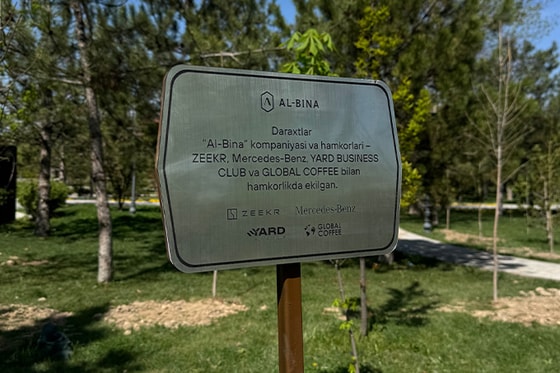 AL-BINA
Daraxtlar
"Al-Bina" kompaniyasi va hamkorlari –
ZEEKR, Mercedes-Benz, YARD BUSINESS
CLUB va GLOBAL COFFEE bilan
hamkorlikda ekilgan.
ZEEKR Mercedes-Benz
YARD GLOBAL
COFFEE